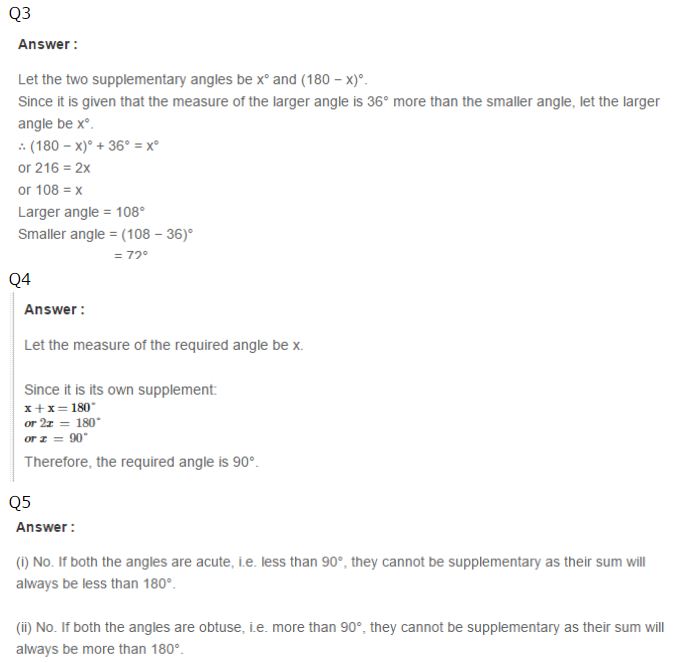 Q3
Answer :
Let the two supplementary angles be x° and (180 − x)°.
Since it is given that the measure of the larger angle is 36° more than the smaller angle, let the larger
angle be x°.
∴ (180 − x)° + 36° = x°
or 216 = 2x
or 108 = x
Larger angle = 108°
Smaller angle = (108 − 36)°
= 72°
Q4
Answer :
Let the measure of the required angle be x.
Since it is its own supplement:
x + x = 180°
or 2x = 180°
or x = 90°
Therefore, the required angle is 90°.
Q5
Answer :
(i) No. If both the angles are acute, i.e. less than 90°, they cannot be supplementary as their sum will
always be less than 180°.
(ii) No. If both the angles are obtuse, i.e. more than 90°, they cannot be supplementary as their sum will
always be more than 180°.